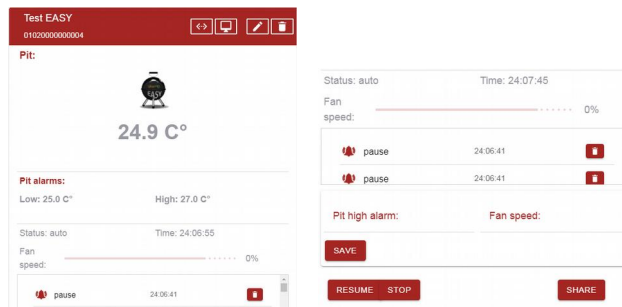 Test EASY
01020000000004
Pit:
EASY
24.9 C°
Pit alarms:
Low: 25.0 C° High: 27.0 C°
Status: auto Time: 24:06:55
Fan
speed: 0%
pause 24:06:41
Status: auto Time: 24:07:45
Fan
speed: 0%
pause 24:06:41
pause 24:06:41
Pit high alarm: Fan speed:
SAVE
RESUME STOP SHARE